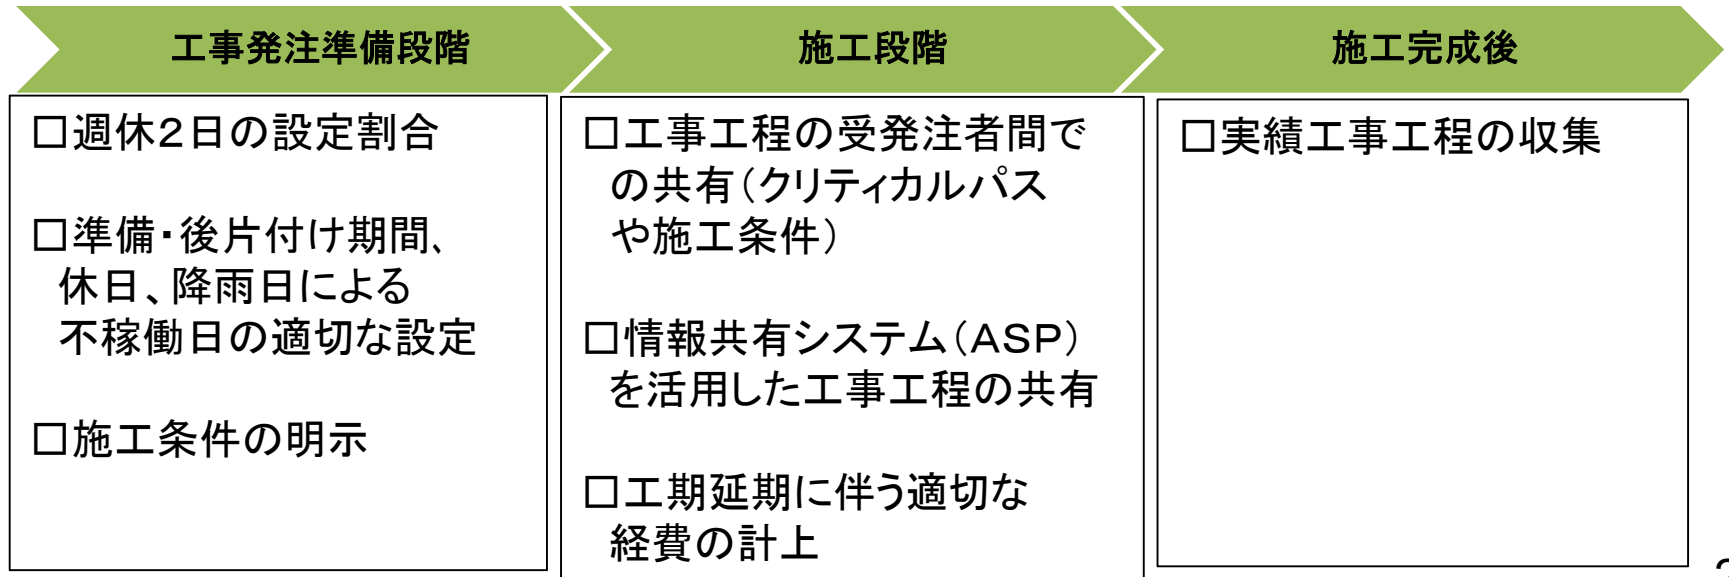 工事発注準備段階
施工段階
施工完成後
□週休２日の設定割合
□準備・後片付け期間、
休日、降雨日による
不稼働日の適切な設定
□施工条件の明示
□工事工程の受発注者間で
の共有（クリティカルパス
や施工条件）
□情報共有システム（ＡＳＰ）
を活用した工事工程の共有
□工期延期に伴う適切な
経費の計上
□実績工事工程の収集